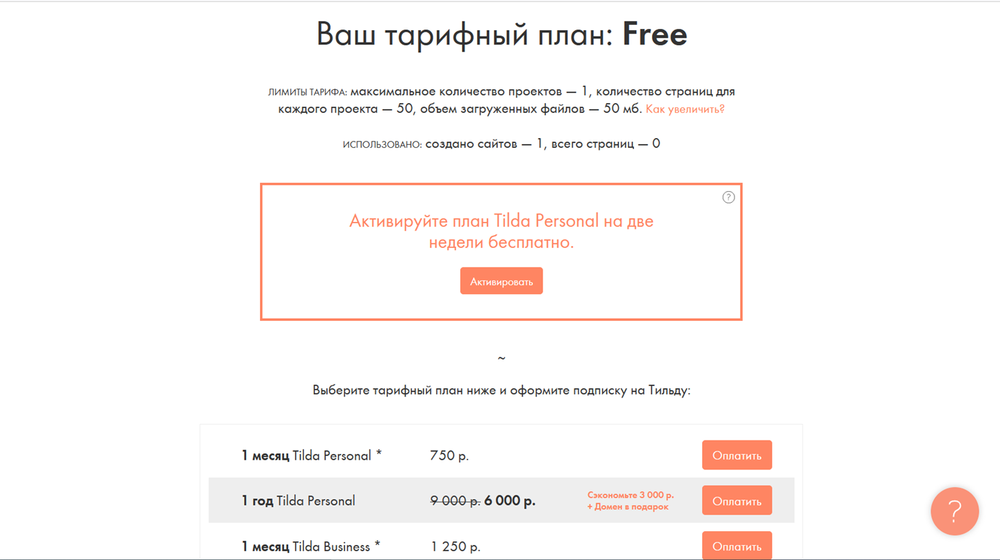 Ваш тарифный план: Free
ЛИМИТЫ ТАРИФА: максимальное количество проектов — 1, количество страниц для
каждого проекта — 50, объем загруженных файлов — 50 мб. Как увеличить?
ИСПОЛЬЗОВАНО: создано сайтов — 1, всего страниц — 0
?
Активируйте план Tilda Personal на две
недели бесплатно.
Активировать
~
Выберите тарифный план ниже и оформите подписку на Тильду:
1 месяц Tilda Personal * 750 р. Оплатить
1 год Tilda Personal 9 000 р. 6 000 р. Сэкономьте 3 000 р. Оплатить
+ Домен в подарок
?
1 месяц Tilda Business * 1 250 р. Оплатить